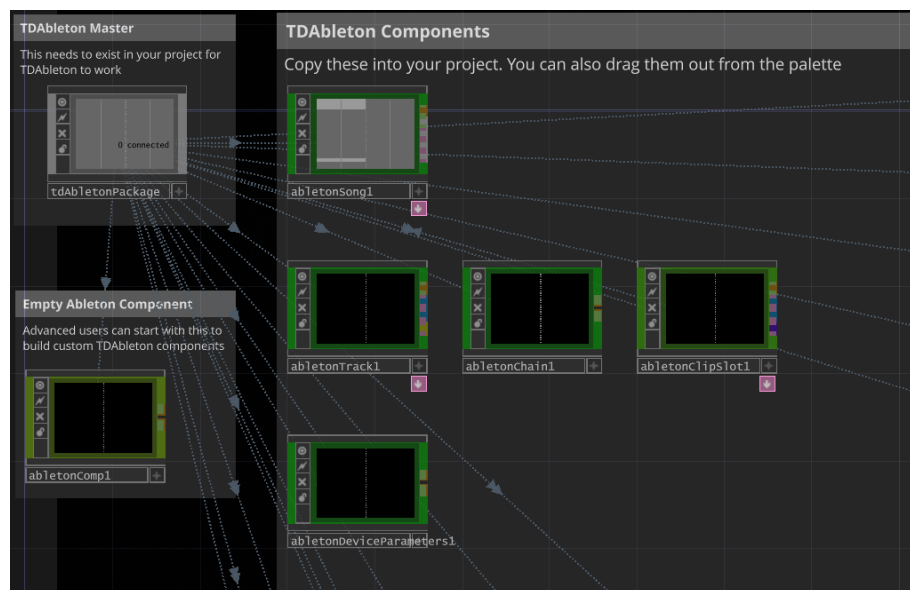 TDAbleton Master
This needs to exist in your project for
TDAbleton to work
0 connected
tdAbletonPackage
TDAbleton Components
Copy these into your project. You can also drag them out from the palette
abletonSong1
abletonTrack1
abletonChain1
abletonClipSlot1
Empty Ableton Component
Advanced users can start with this to
build custom TDAbleton components
abletonComp1
abletonDeviceParameters1